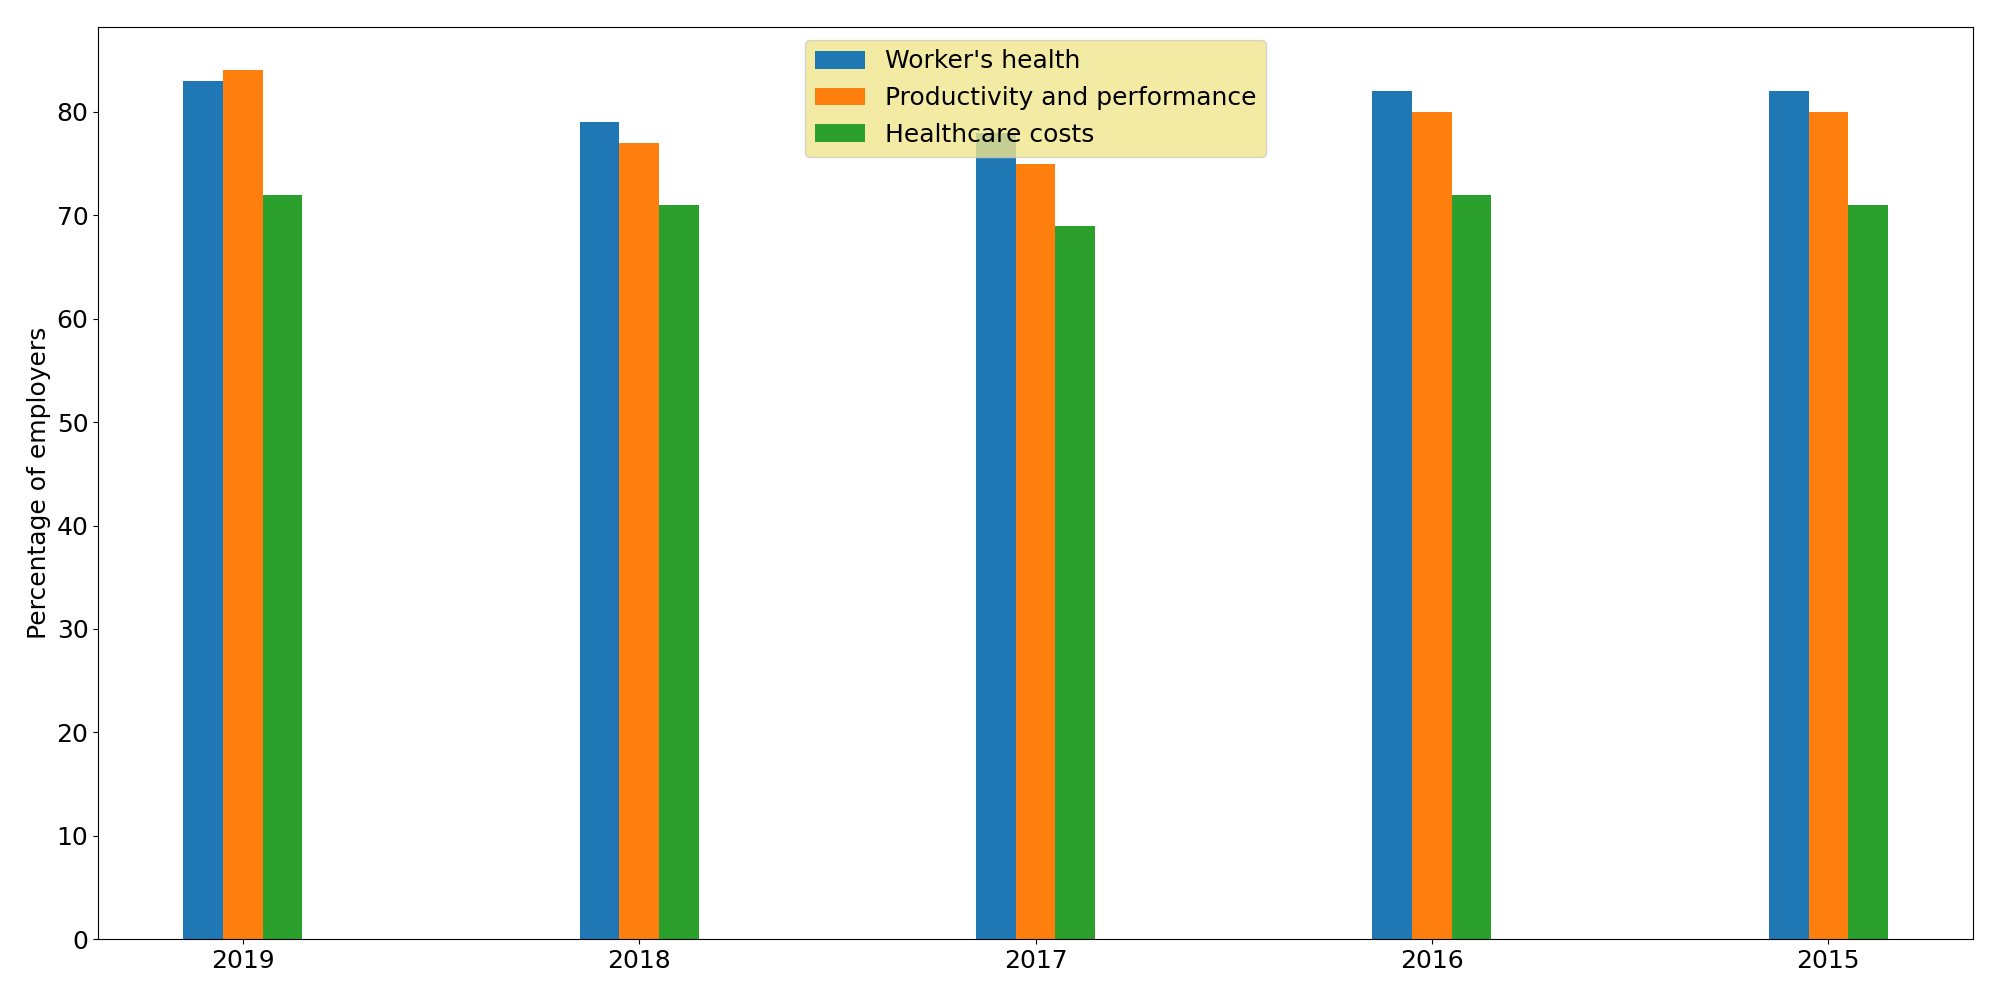 Worker's health
Productivity and performance
Healthcare costs
Percentage of employers
80
70
60
50
40
30
20
10
0
2019 2018 2017 2016 2015